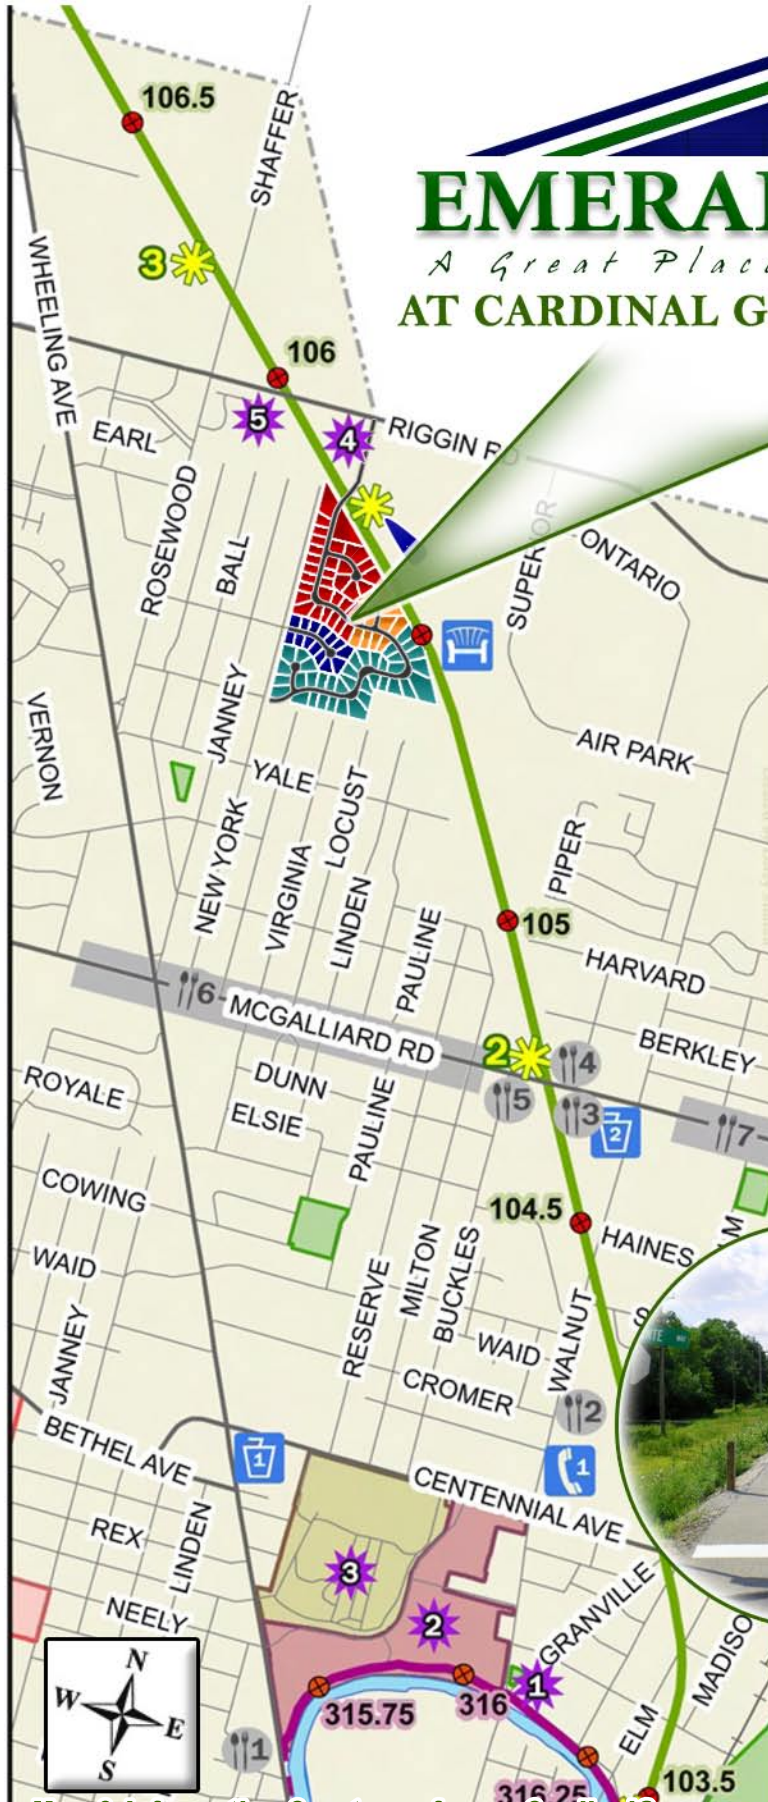 106.5
SHAFFER
EMERAL
A Great Plac
AT CARDINAL G
3
WHEELING AVE
106
5
4
RIGGIN RD
EARL
ROSEWOOD
BALL
SUPERIOR
ONTARIO
JANNEY
VERNON
AIR PARK
YALE
LOCUST
NEW YORK
VIRGINIA
LINDEN
PIPER
PAULINE
105
HARVARD
6
MCGALLIARD RD
2
4
BERKLEY
5
3
2
7
ROYALE
DUNN
ELSIE
PAULINE
COWING
104.5
HAINES
WAID
MILTON
BUCKLES
RESERVE
WALNUT
JANNEY
WAID
CROMER
2
BETHEL AVE
1
1
CENTENNIAL AVE
REX
LINDEN
3
GRANVILLE
NEELY
2
MADISO
N
W
E
S
1
315.75
316
ELM
1
316.25
103.5